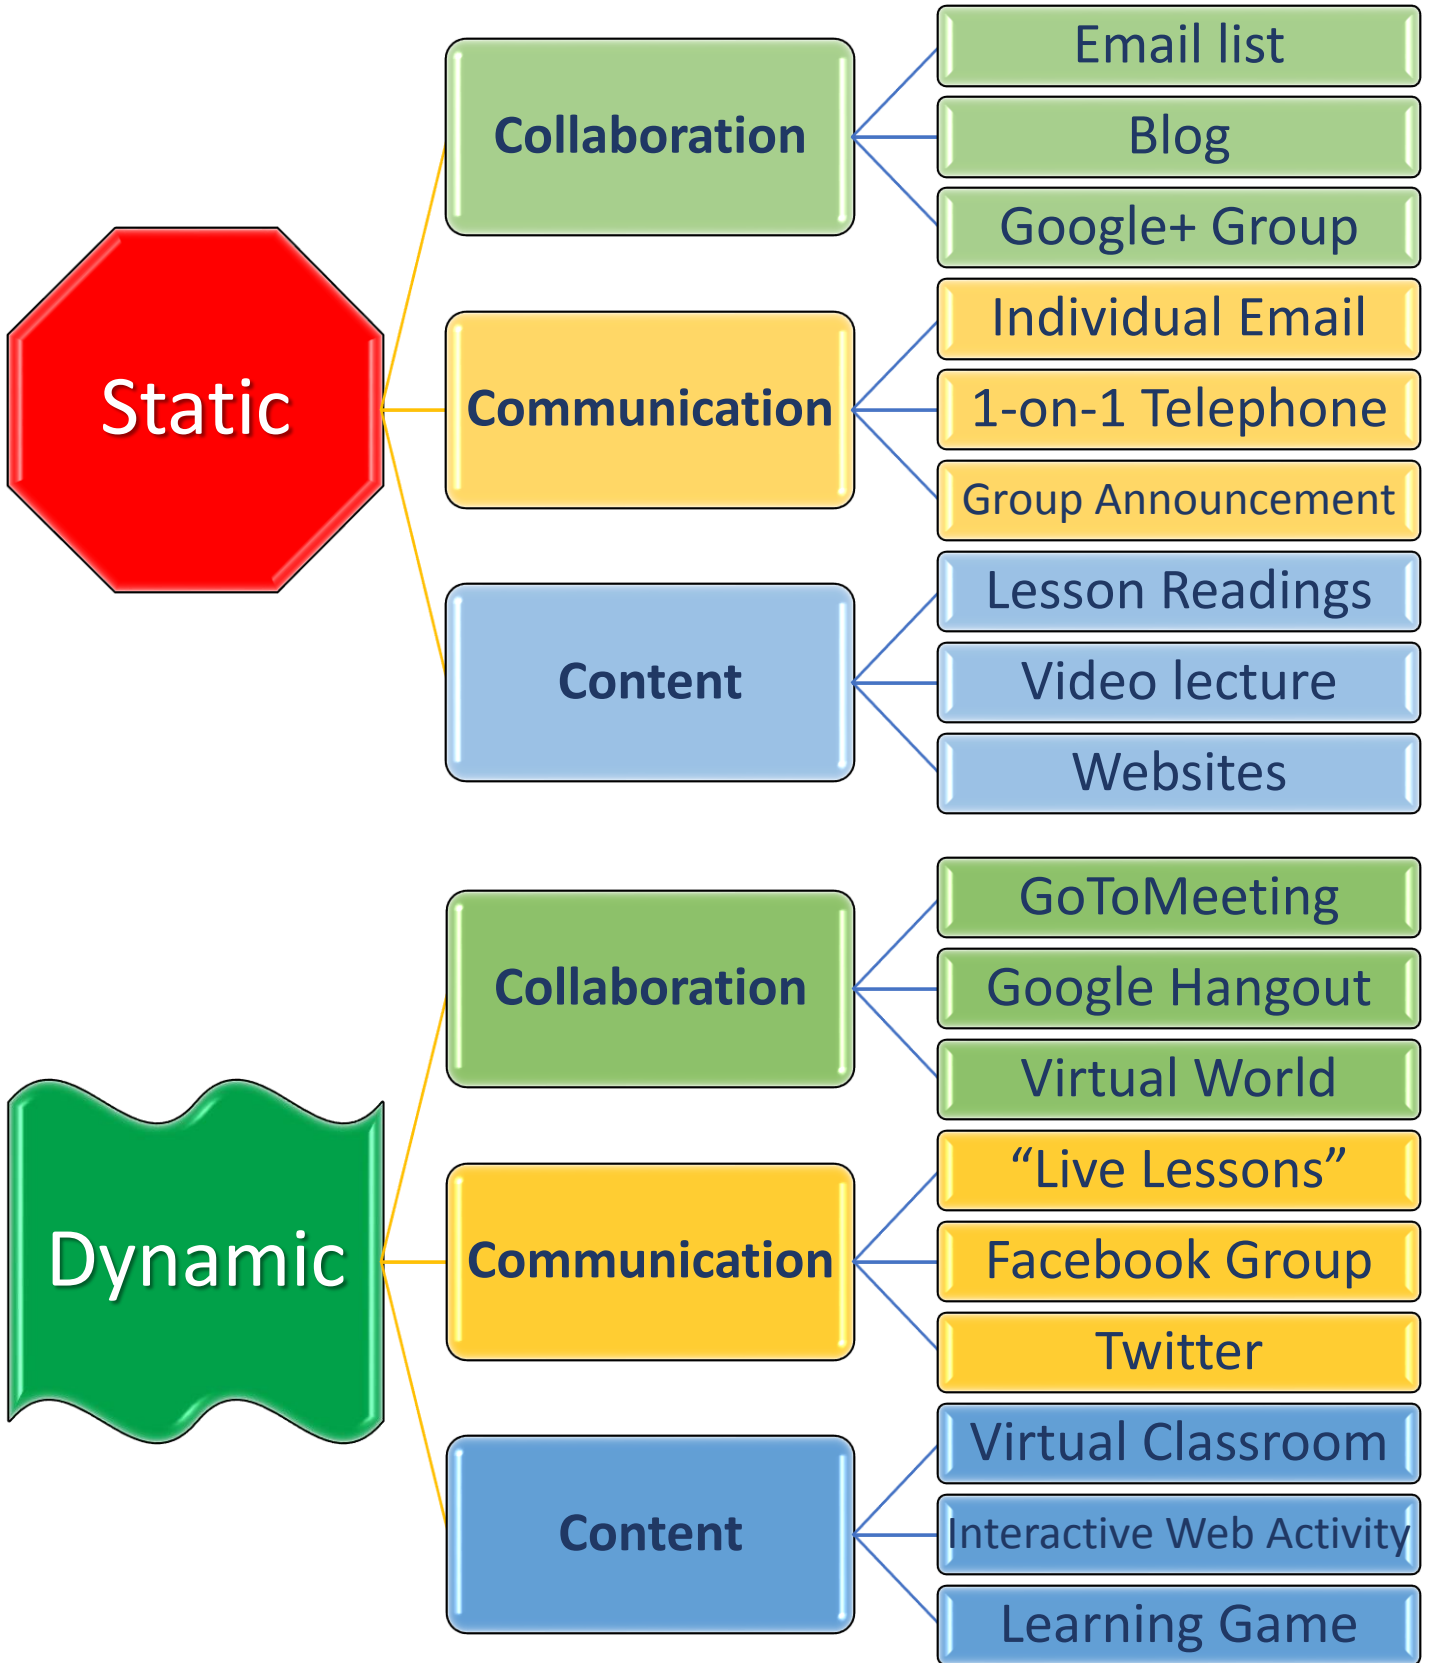 Static
Collaboration
Email list
Blog
Google+ Group
Communication
Individual Email
1-on-1 Telephone
Group Announcement
Content
Lesson Readings
Video lecture
Websites
Dynamic
Collaboration
GoToMeeting
Google Hangout
Virtual World
Communication
“Live Lessons”
Facebook Group
Twitter
Content
Virtual Classroom
Interactive Web Activity
Learning Game